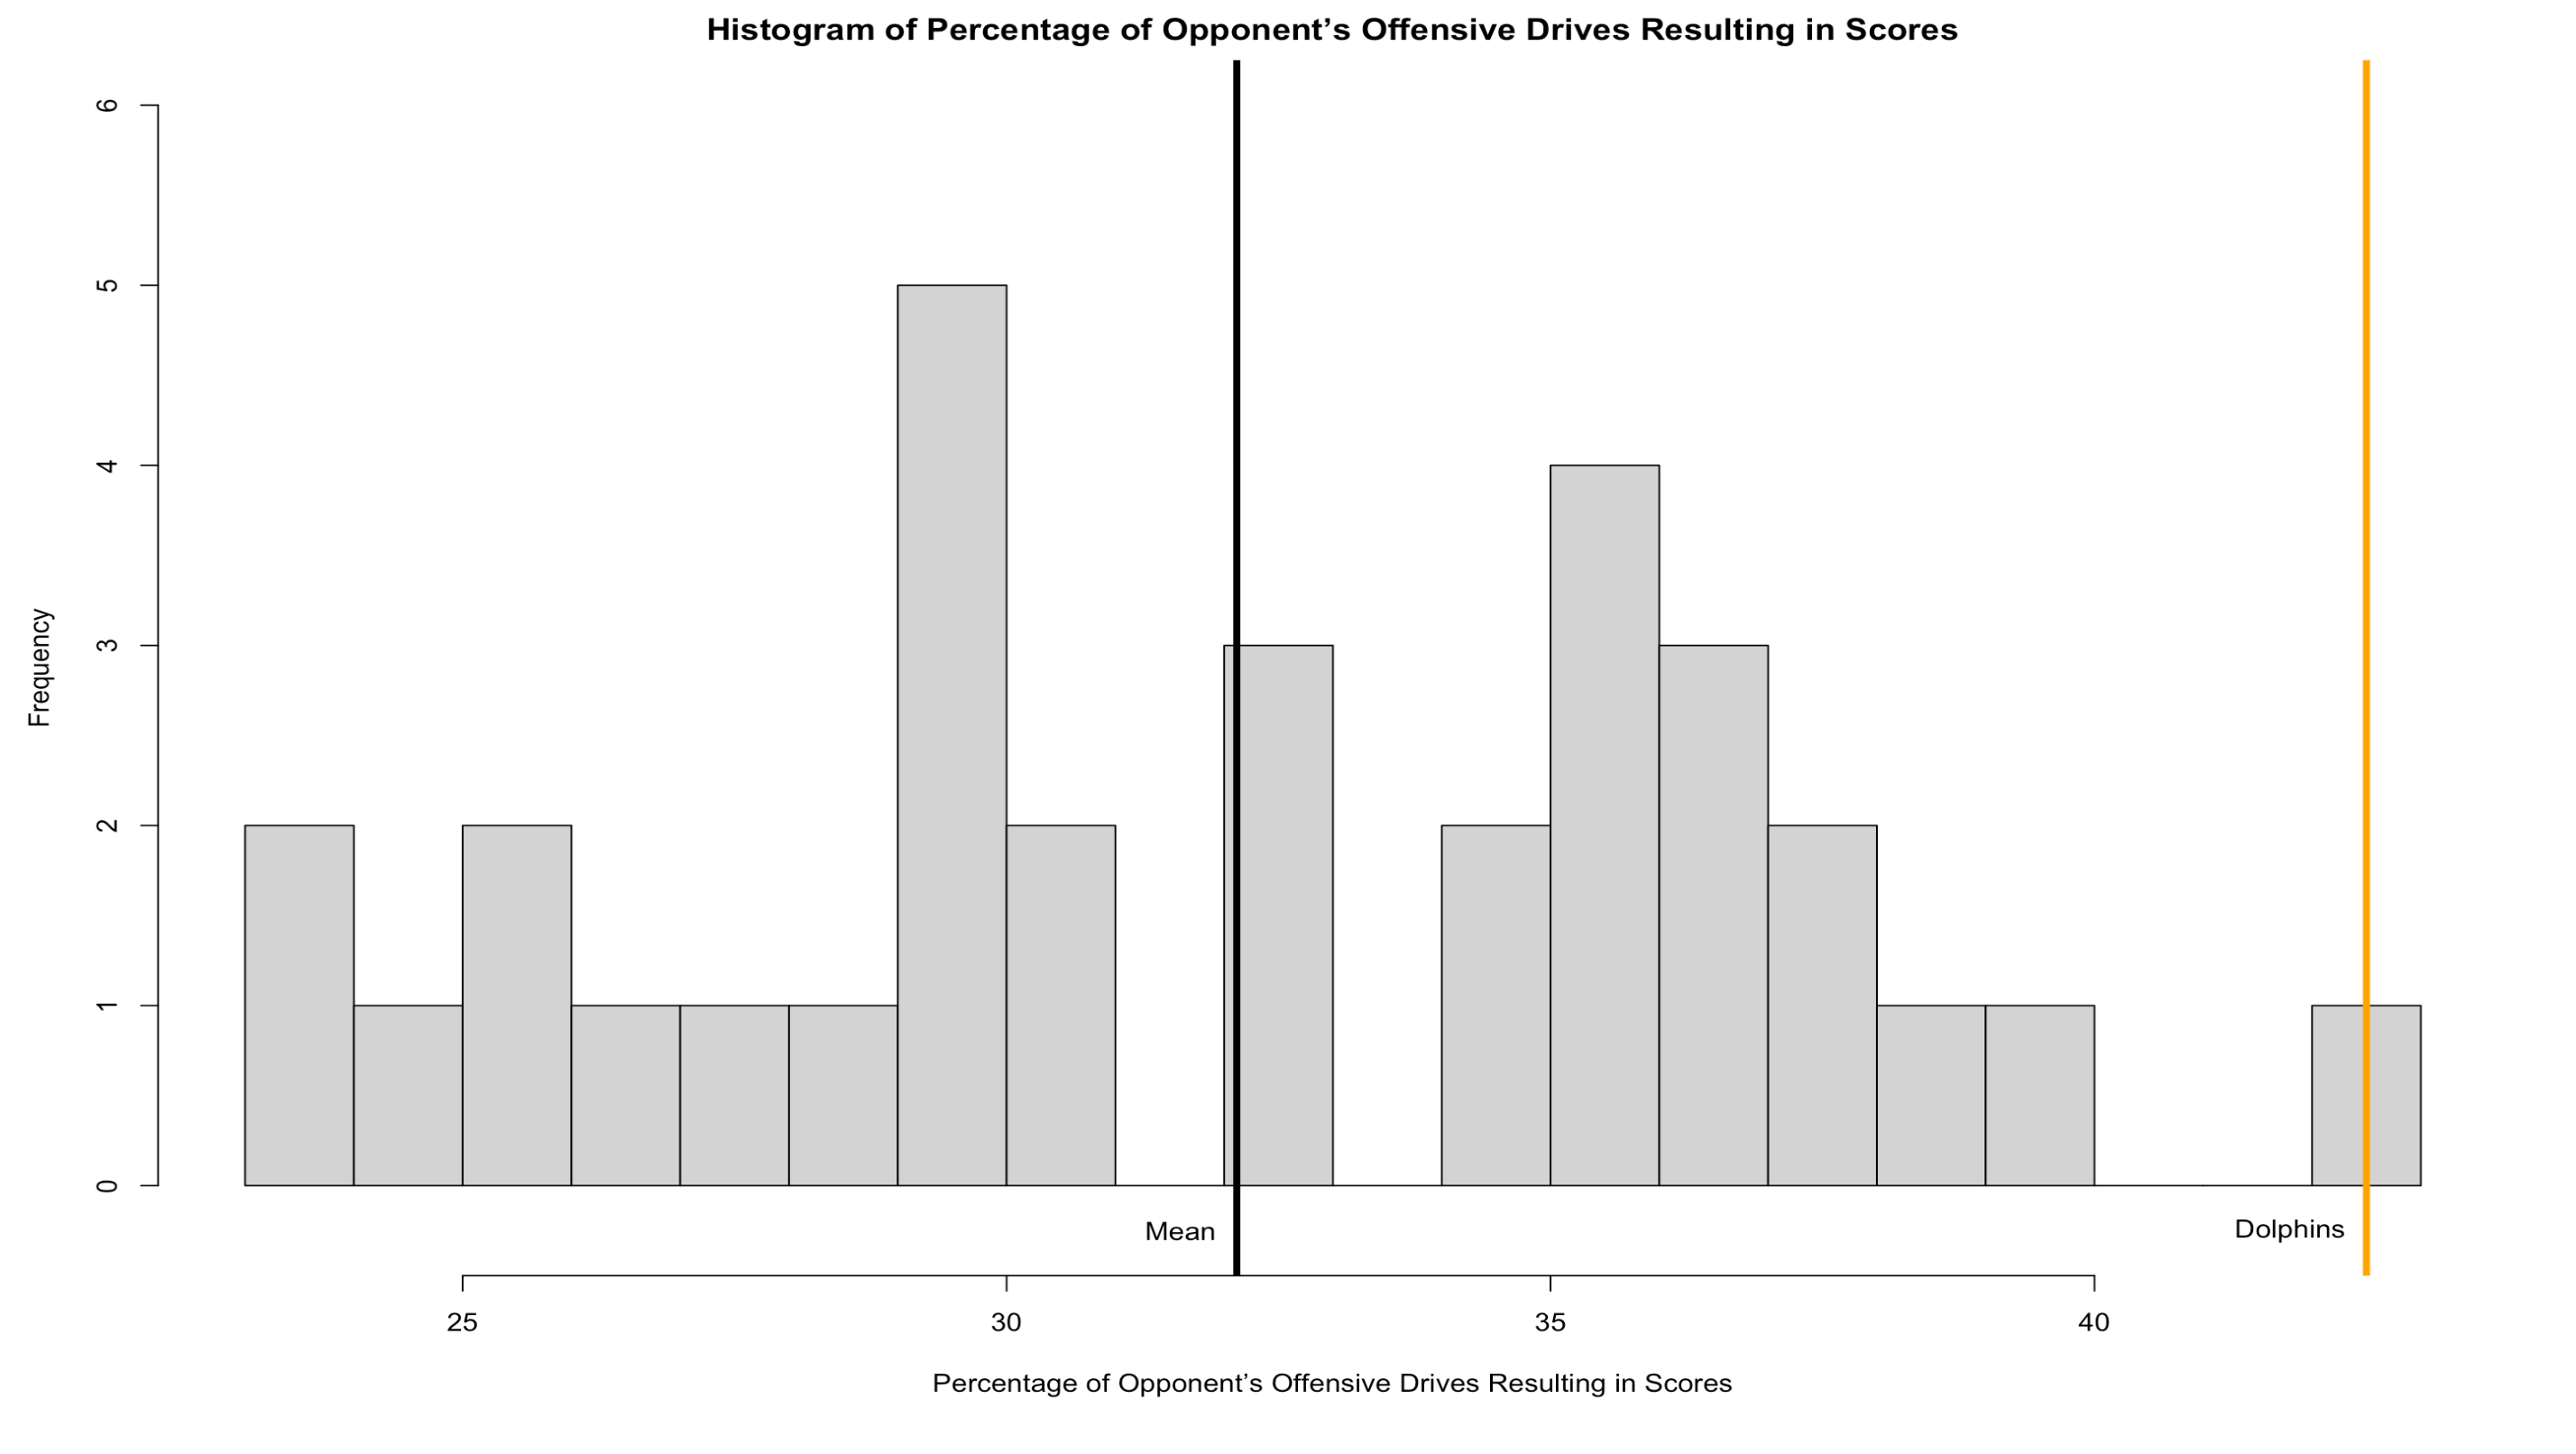 Histogram of Percentage of Opponent’s Offensive Drives Resulting in Scores
6
5
4
3
2
1
0
Frequency
Mean
Dolphins
25
30
35
40
Percentage of Opponent’s Offensive Drives Resulting in Scores